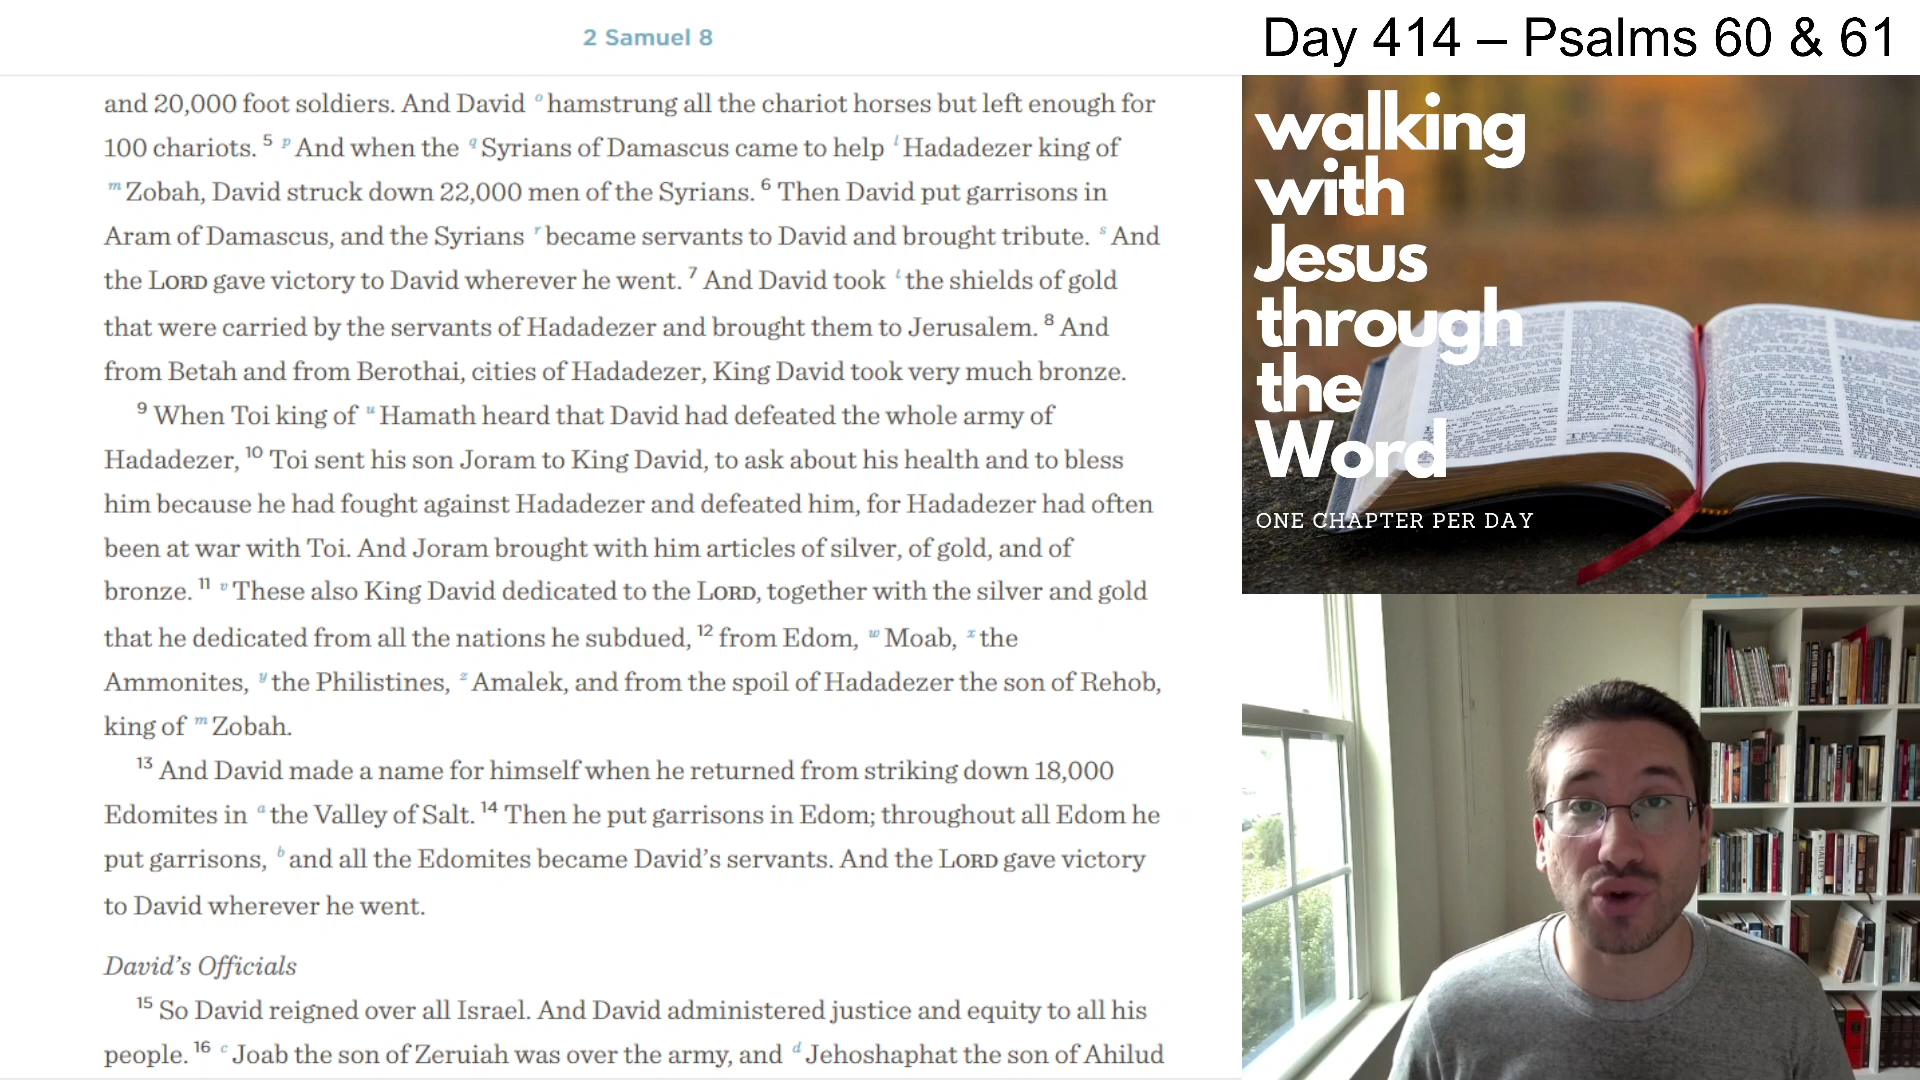 2 Samuel 8
and 20,000 foot soldiers. And David o hamstrung all the chariot horses but left enough for
100 chariots. 5 p And when the q Syrians of Damascus came to help l Hadadezer king of
m Zobah, David struck down 22,000 men of the Syrians. 6 Then David put garrisons in
Aram of Damascus, and the Syrians r became servants to David and brought tribute. s And
the LORD gave victory to David wherever he went. 7 And David took t the shields of gold
that were carried by the servants of Hadadezer and brought them to Jerusalem. 8 And
from Betah and from Berothai, cities of Hadadezer, King David took very much bronze.
9 When Toi king of u Hamath heard that David had defeated the whole army of
Hadadezer, 10 Toi sent his son Joram to King David, to ask about his health and to bless
him because he had fought against Hadadezer and defeated him, for Hadadezer had often
been at war with Toi. And Joram brought with him articles of silver, of gold, and of
bronze. 11 v These also King David dedicated to the LORD, together with the silver and gold
that he dedicated from all the nations he subdued, 12 from Edom, w Moab, x the
Ammonites, y the Philistines, z Amalek, and from the spoil of Hadadezer the son of Rehob,
king of m Zobah.
13 And David made a name for himself when he returned from striking down 18,000
Edomites in a the Valley of Salt. 14 Then he put garrisons in Edom; throughout all Edom he
put garrisons, b and all the Edomites became David’s servants. And the LORD gave victory
to David wherever he went.
David’s Officials
15 So David reigned over all Israel. And David administered justice and equity to all his
people. 16 c Joab the son of Zeruiah was over the army, and d Jehoshaphat the son of Ahilud
Day 414 – Psalms 60 & 61
walking
with
Jesus
through
the
Word
ONE CHAPTER PER DAY